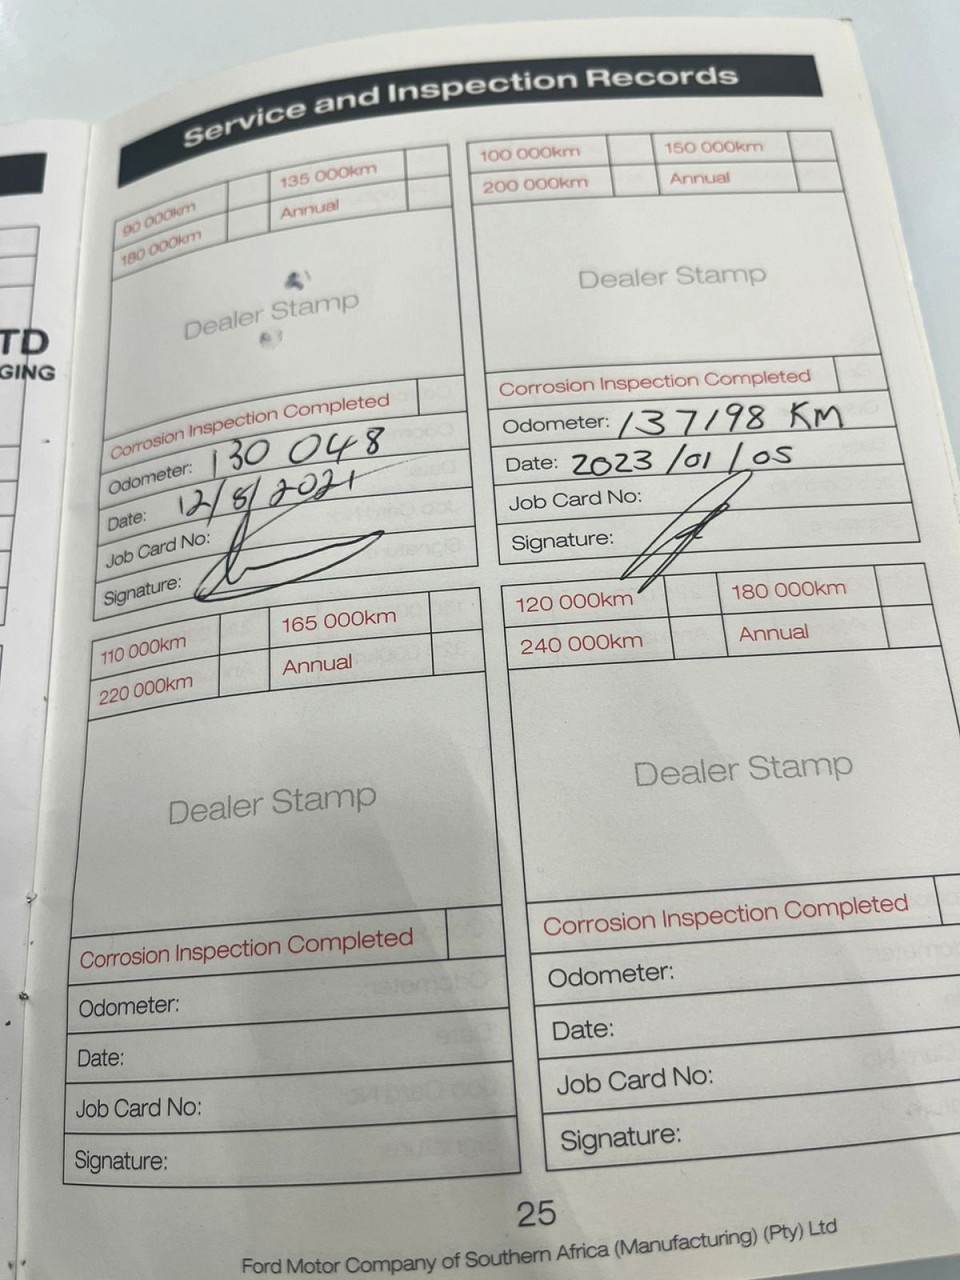 TD
GING
Service and Inspection Records
90 000km
135 000km
180 000km
Annual
Dealer Stamp
Corrosion Inspection Completed
Odometer: 130 048
Date: 12/8/2021
Job Card No:
Signature:
100 000km
150 000km
200 000km
Annual
Dealer Stamp
Corrosion Inspection Completed
Odometer: 137198 KM
Date: 2023/01/05
Job Card No:
Signature:
110 000km
165 000km
220 000km
Annual
Dealer Stamp
Corrosion Inspection Completed
Odometer:
Date:
Job Card No:
Signature:
120 000km
180 000km
240 000km
Annual
Dealer Stamp
Corrosion Inspection Completed
Odometer:
Date:
Job Card No:
Signature:
25
Ford Motor Company of Southern Africa (Manufacturing) (Pty) Ltd